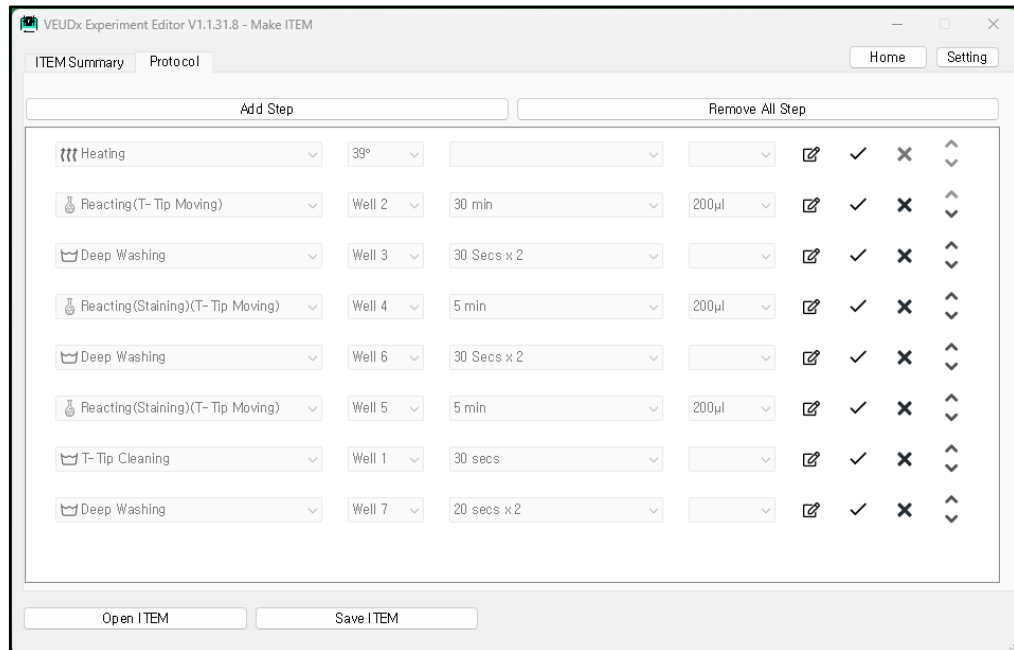 VEUDx Experiment Editor V1.1.31.8 - Make ITEM
ITEM Summary Protocol Home Setting
Add Step Remove All Step
Heating 39°
Reacting(T-Tip Moving) Well 2 30 min 200μl
Deep Washing Well 3 30 Secs x 2
Reacting(Staining)(T-Tip Moving) Well 4 5 min 200μl
Deep Washing Well 6 30 Secs x 2
Reacting(Staining)(T-Tip Moving) Well 5 5 min 200μl
T-Tip Cleaning Well 1 30 secs
Deep Washing Well 7 20 secs x 2
Open ITEM Save ITEM